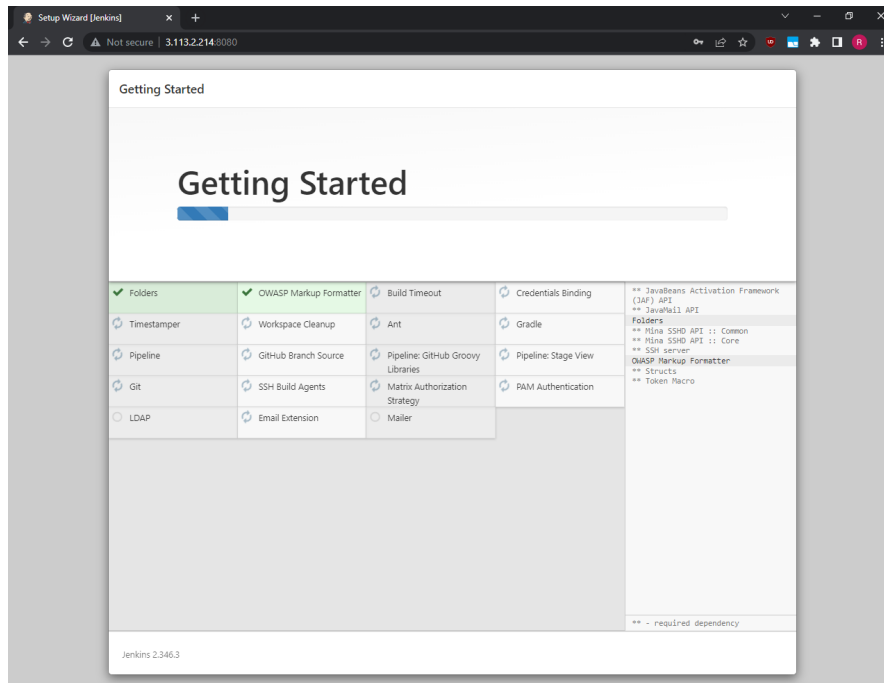 Setup Wizard [Jenkins]
Not secure | 3.113.2.214:8080
R
Getting Started
Getting Started
Folders
OWASP Markup Formatter
Build Timeout
Credentials Binding
Timestamper
Workspace Cleanup
Ant
Gradle
Pipeline
GitHub Branch Source
Pipeline: GitHub Groovy
Libraries
Pipeline: Stage View
Git
SSH Build Agents
Matrix Authorization
Strategy
PAM Authentication
LDAP
Email Extension
Mailer
** JavaBeans Activation Framework
(JAF) API
** JavaMail API
Folders
** Mina SSHD API :: Common
** Mina SSHD API :: Core
** SSH server
OWASP Markup Formatter
** Structs
** Token Macro
** - required dependency
Jenkins 2.346.3